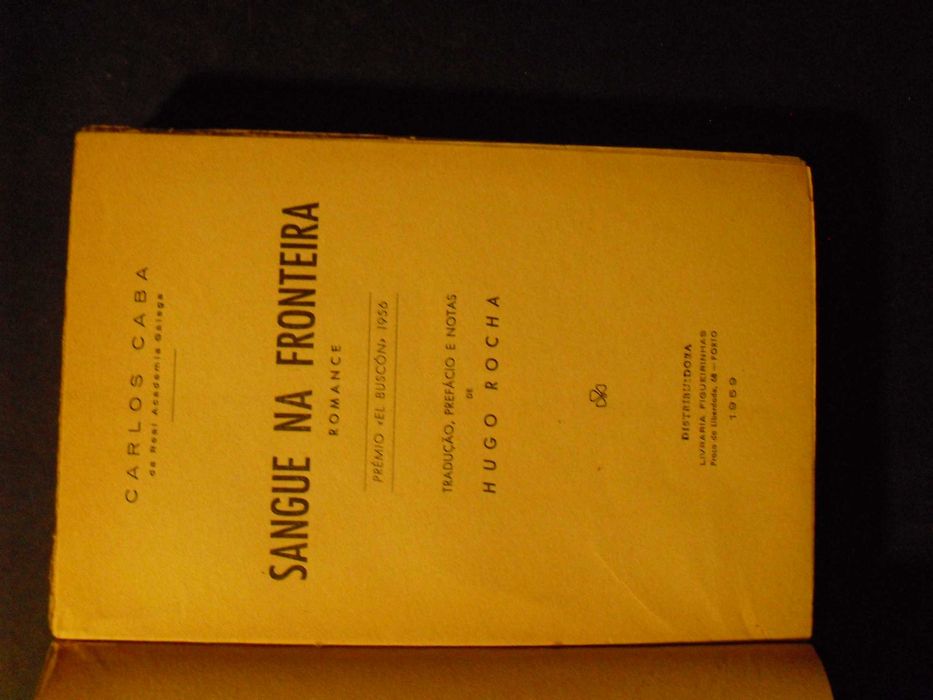 CARLOS CABA
da Real Academia Galega
SANGUE NA FRONTEIRA
ROMANCE
PRÉMIO «EL BUSCÓN» 1956
TRADUÇÃO, PREFÁCIO E NOTAS
DE
HUGO ROCHA
DISTRIBUIDORA
LIVRARIA FIGUEIRINHAS
Praça da Liberdade, 68 — PORTO
1959